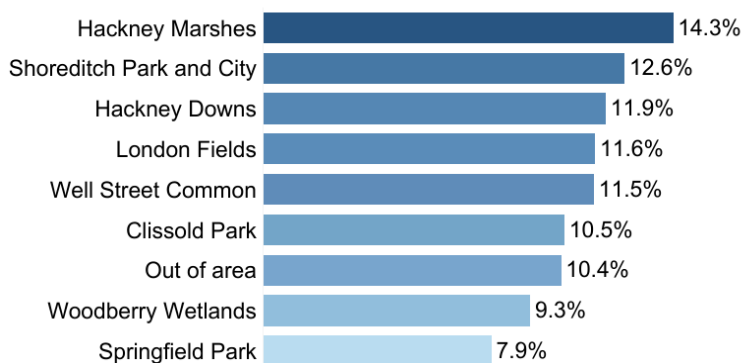 Hackney Marshes 14.3%
Shoreditch Park and City 12.6%
Hackney Downs 11.9%
London Fields 11.6%
Well Street Common 11.5%
Clissold Park 10.5%
Out of area 10.4%
Woodberry Wetlands 9.3%
Springfield Park 7.9%